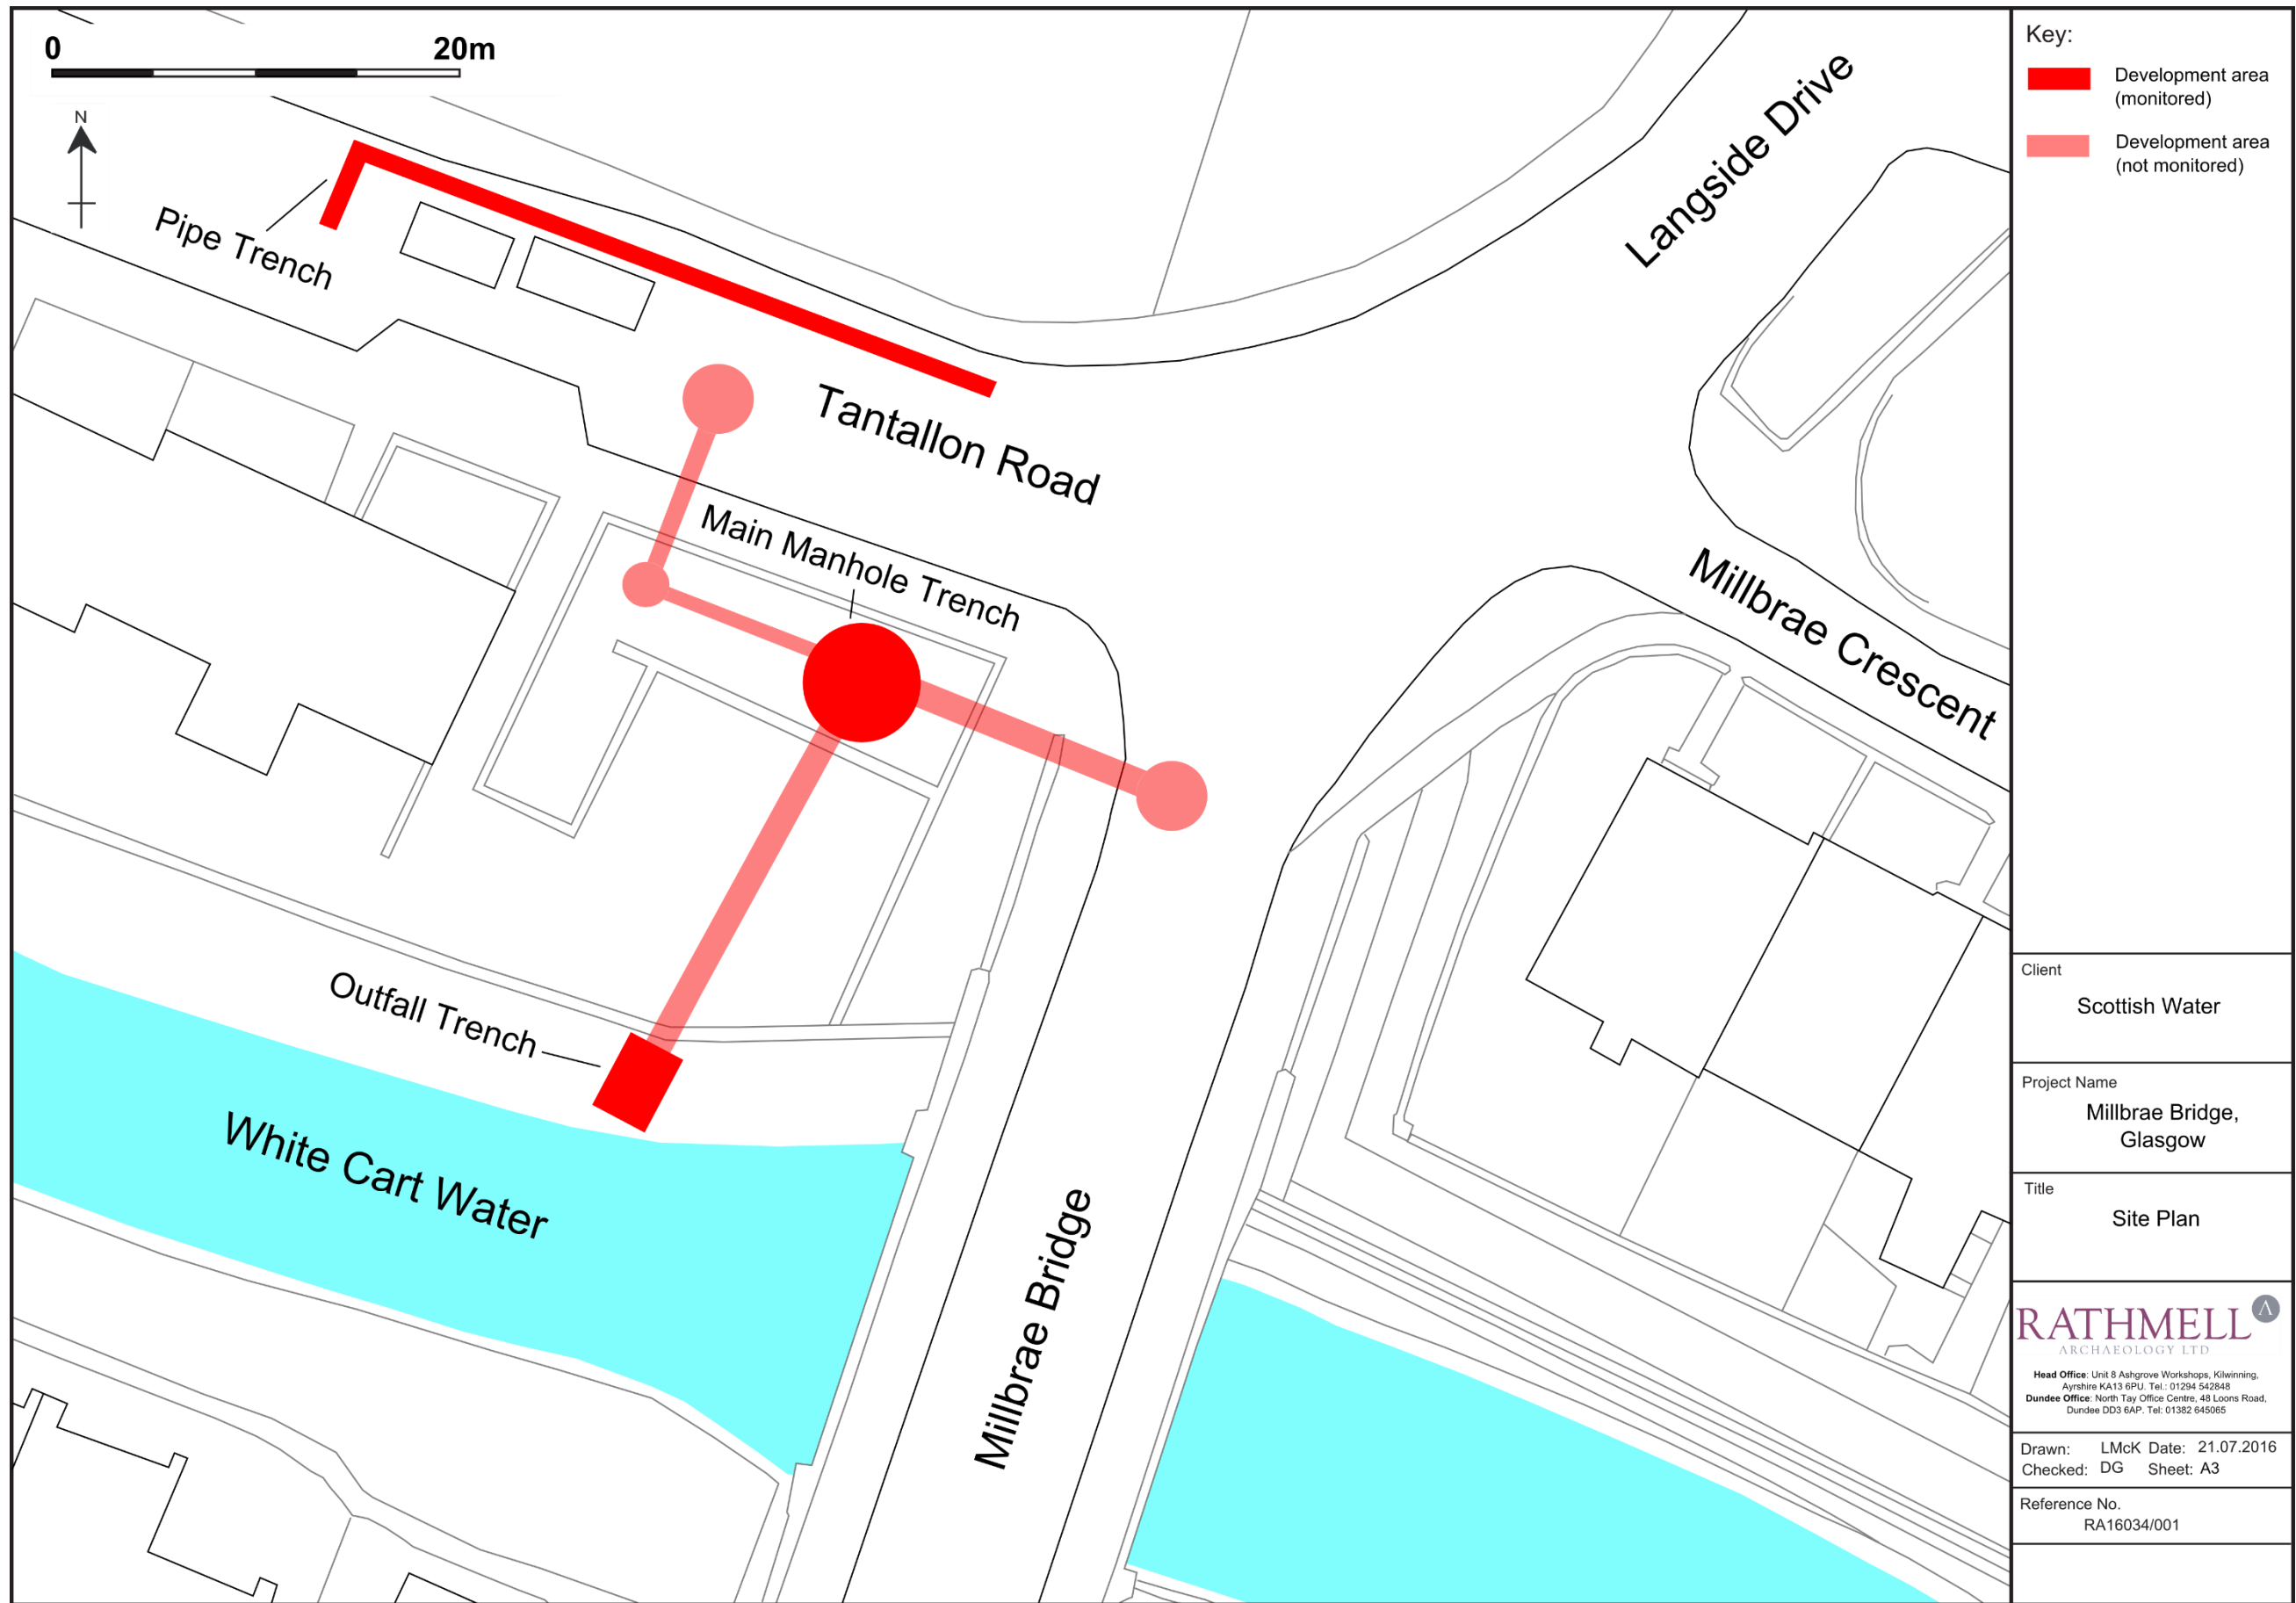 0 20m
N
Pipe Trench
Langside Drive
Tantallon Road
Main Manhole Trench
Millbrae Crescent
Outfall Trench
White Cart Water
Millbrae Bridge
Key:
Development area
(monitored)
Development area
(not monitored)
Client
Scottish Water
Project Name
Millbrae Bridge,
Glasgow
Title
Site Plan
RATHMELL
ARCHAEOLOGY LTD
Head Office: Unit 8 Ashgrove Workshops, Kilwinning,
Ayrshire KA13 6PU. Tel.: 01294 542848
Dundee Office: North Tay Office Centre, 48 Loons Road,
Dundee DD3 6AP. Tel: 01382 645065
Drawn: LMcK Date: 21.07.2016
Checked: DG Sheet: A3
Reference No.
RA16034/001